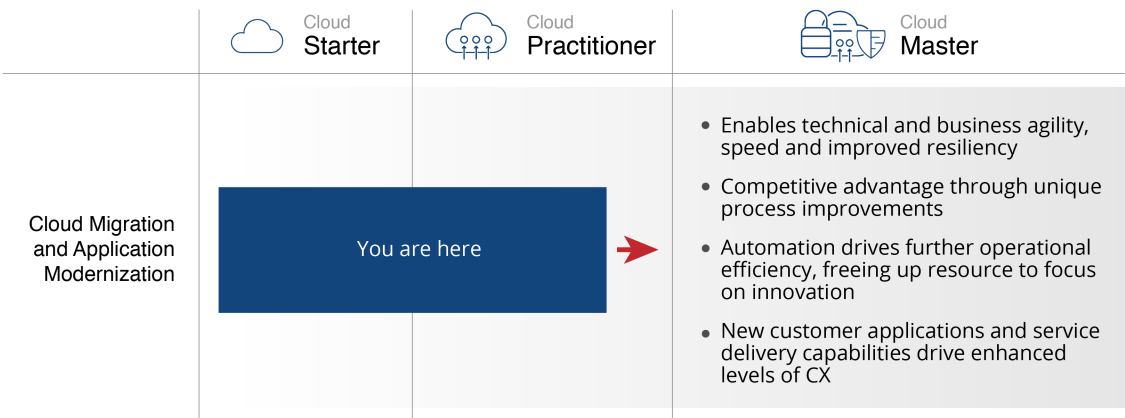 Cloud
Starter
Cloud
Practitioner
Cloud
Master
Cloud Migration
and Application
Modernization
You are here
• Enables technical and business agility,
speed and improved resiliency
• Competitive advantage through unique
process improvements
• Automation drives further operational
efficiency, freeing up resource to focus
on innovation
• New customer applications and service
delivery capabilities drive enhanced
levels of CX